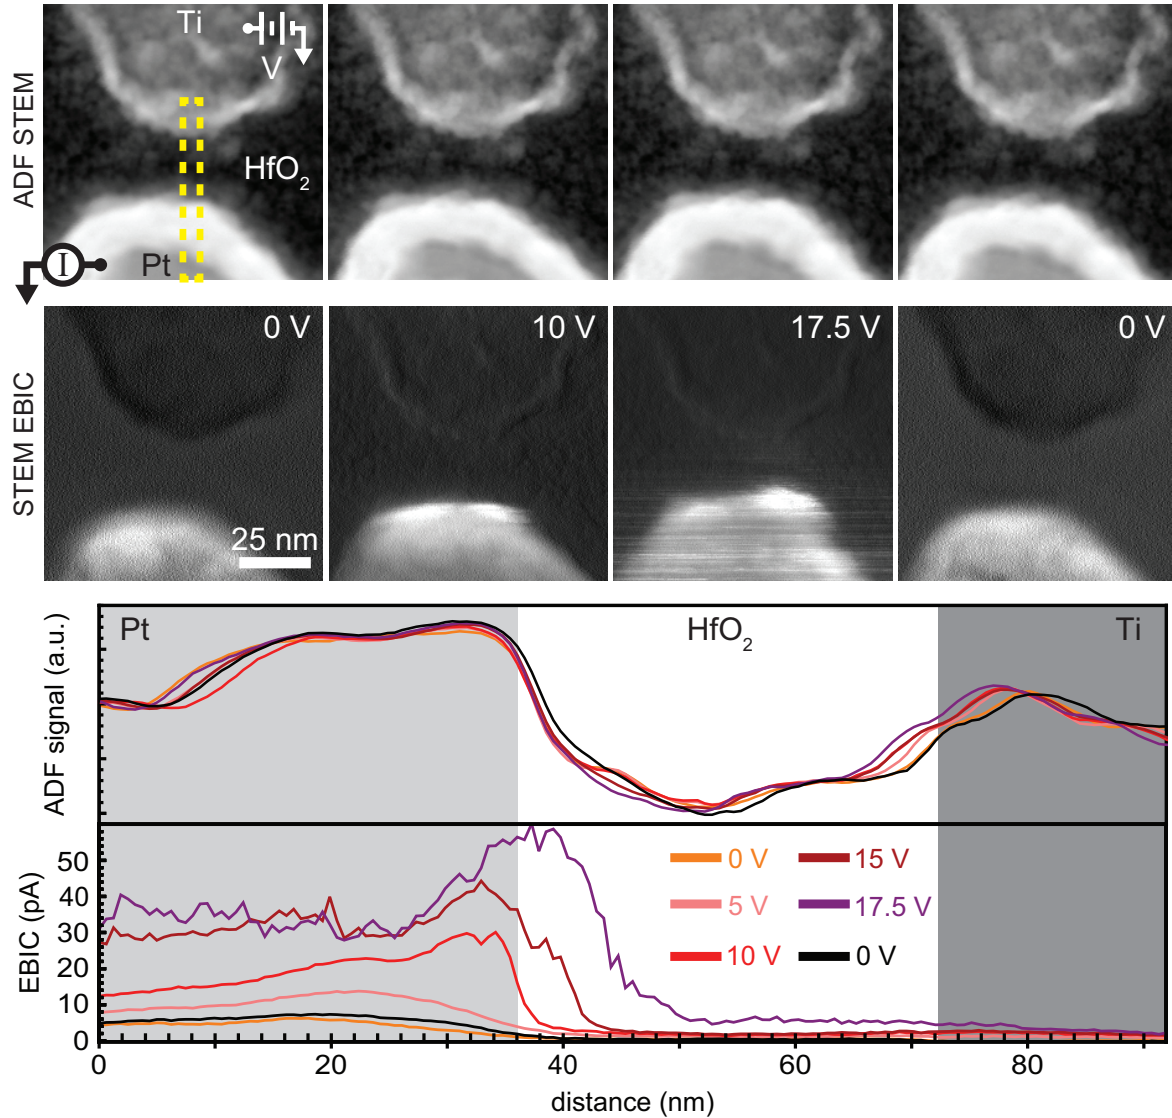 ADF STEM
Ti
V
HfO₂
Pt
I
STEM EBIC
0 V
10 V
17.5 V
0 V
25 nm
ADF signal (a.u.)
Pt
HfO₂
Ti
EBIC (pA)
50
40
30
20
10
0
0 V
15 V
5 V
17.5 V
10 V
0 V
0 20 40 60 80
distance (nm)